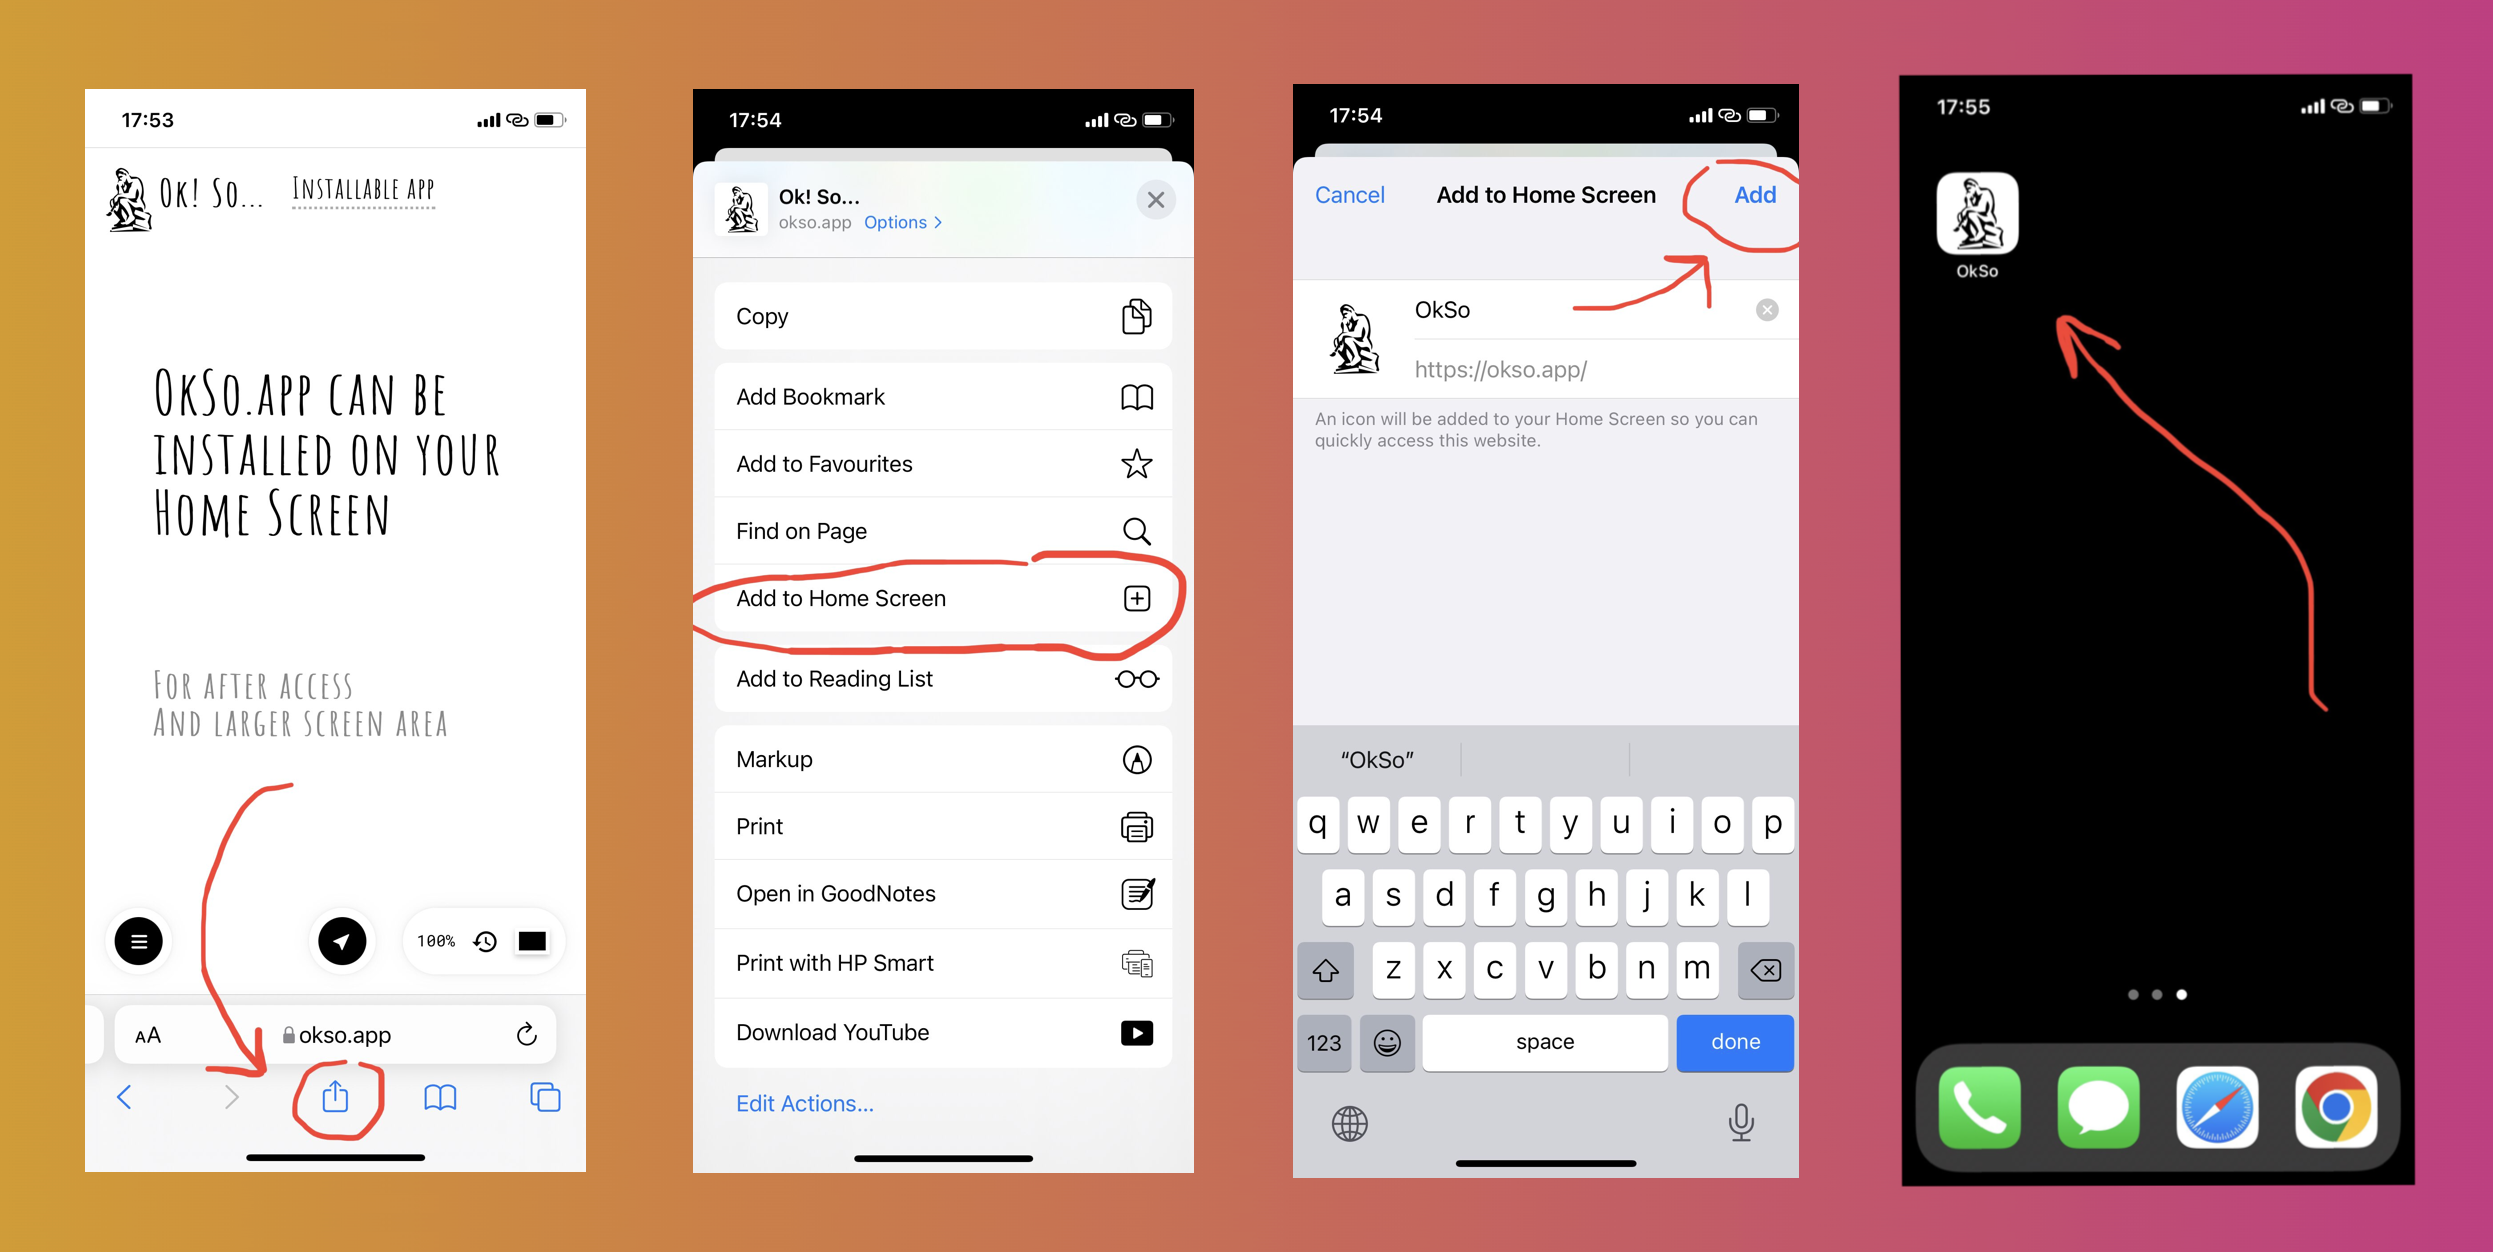 17:53
Ok! So... Installable app
OkSo.app can be
installed on your
Home Screen
For after access
And larger screen area
100%
AA okso.app
17:54
Ok! So...
okso.app Options >
Copy
Add Bookmark
Add to Favourites
Find on Page
Add to Home Screen
Add to Reading List
Markup
Print
Open in GoodNotes
Print with HP Smart
Download YouTube
Edit Actions...
17:54
Cancel Add to Home Screen Add
OkSo
https://okso.app/
An icon will be added to your Home Screen so you can
quickly access this website.
“OkSo”
q w e r t y u i o p
a s d f g h j k l
z x c v b n m
123 space done
17:55
OkSo